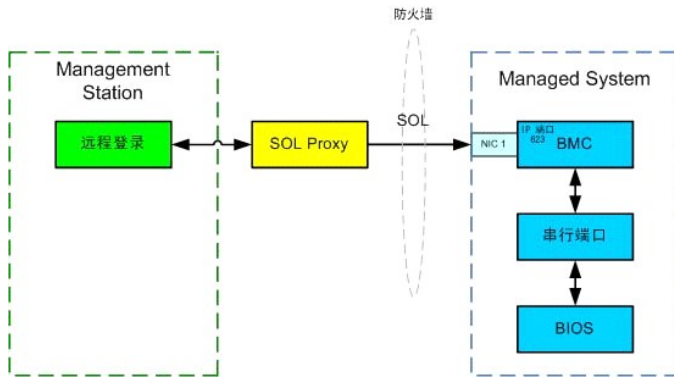 防火墙
Management
Station
Managed System
远程登录
SOL Proxy
SOL
NIC 1
IP 端口
623
BMC
串行端口
BIOS